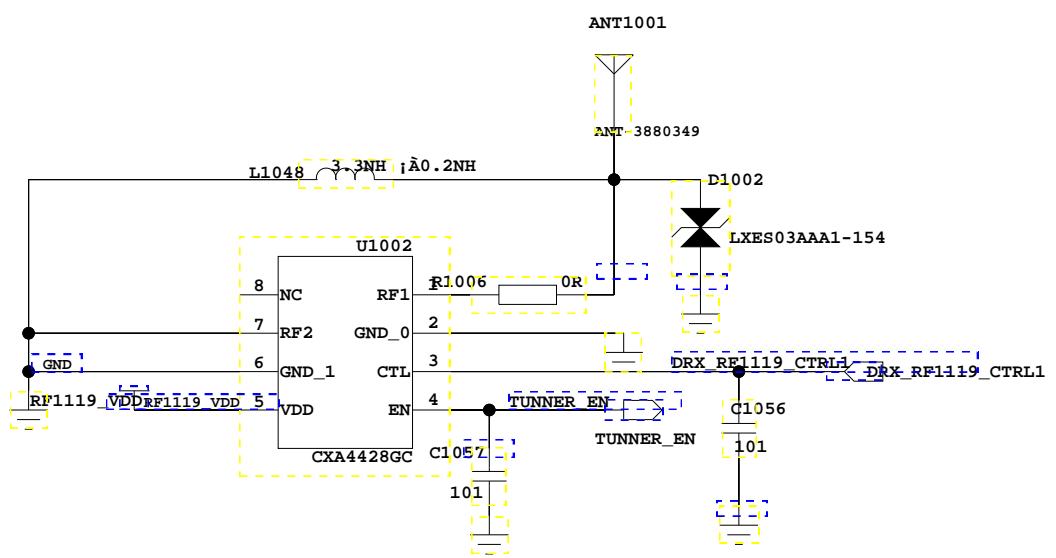 ANT1001
ANT-3880349
L1048
3.3NH ¡À0.2NH
D1002
LXES03AAA1-154
U1002
R1006
0R
8
NC
RF1
1
7
RF2
GND_0
2
GND
6
GND_1
CTL
3
DRX_RF1119_CTRL1
DRX_RF1119_CTRL1
RF1119_VDD
RF1119_VDD
5
VDD
EN
4
TUNNER_EN
TUNNER_EN
C1056
101
CXA4428GC
C1057
101